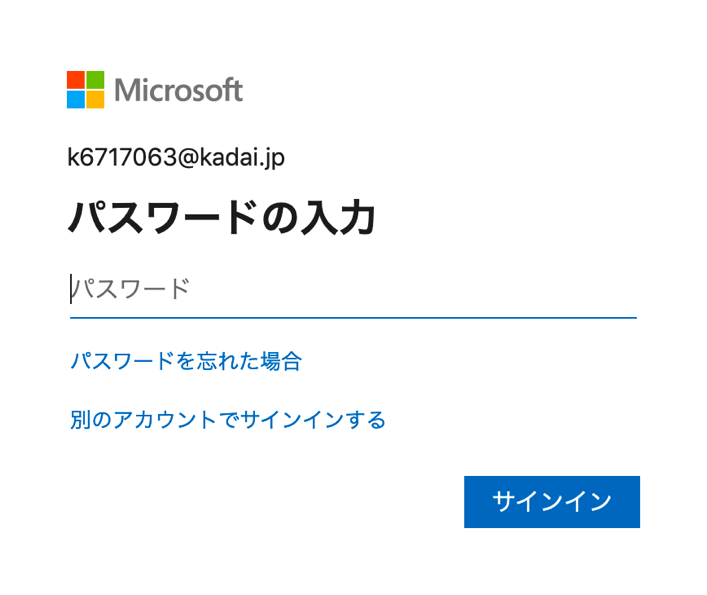 Microsoft
k6717063@kadai.jp
パスワードの入力
パスワード
パスワードを忘れた場合
別のアカウントでサインインする
サインイン